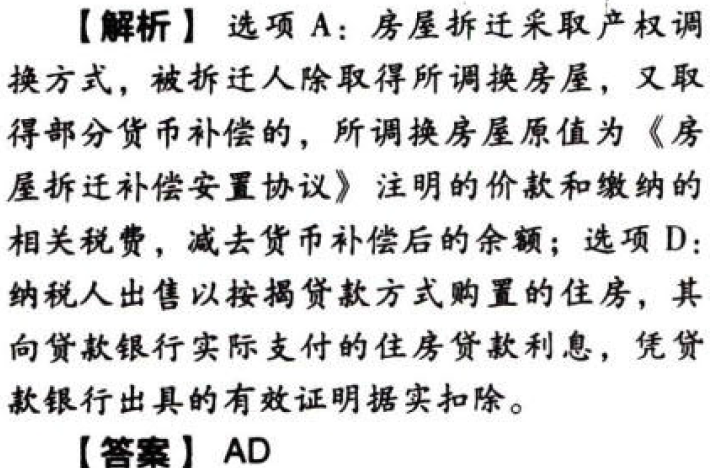 【解析】 选项 A：房屋拆迁采取产权调
换方式，被拆迁人除取得所调换房屋，又取
得部分货币补偿的，所调换房屋原值为《房
屋拆迁补偿安置协议》注明的价款和缴纳的
相关税费，减去货币补偿后的余额；选项 D：
纳税人出售以按揭贷款方式购置的住房，其
向贷款银行实际支付的住房贷款利息，凭贷
款银行出具的有效证明据实扣除。
【答案】 AD